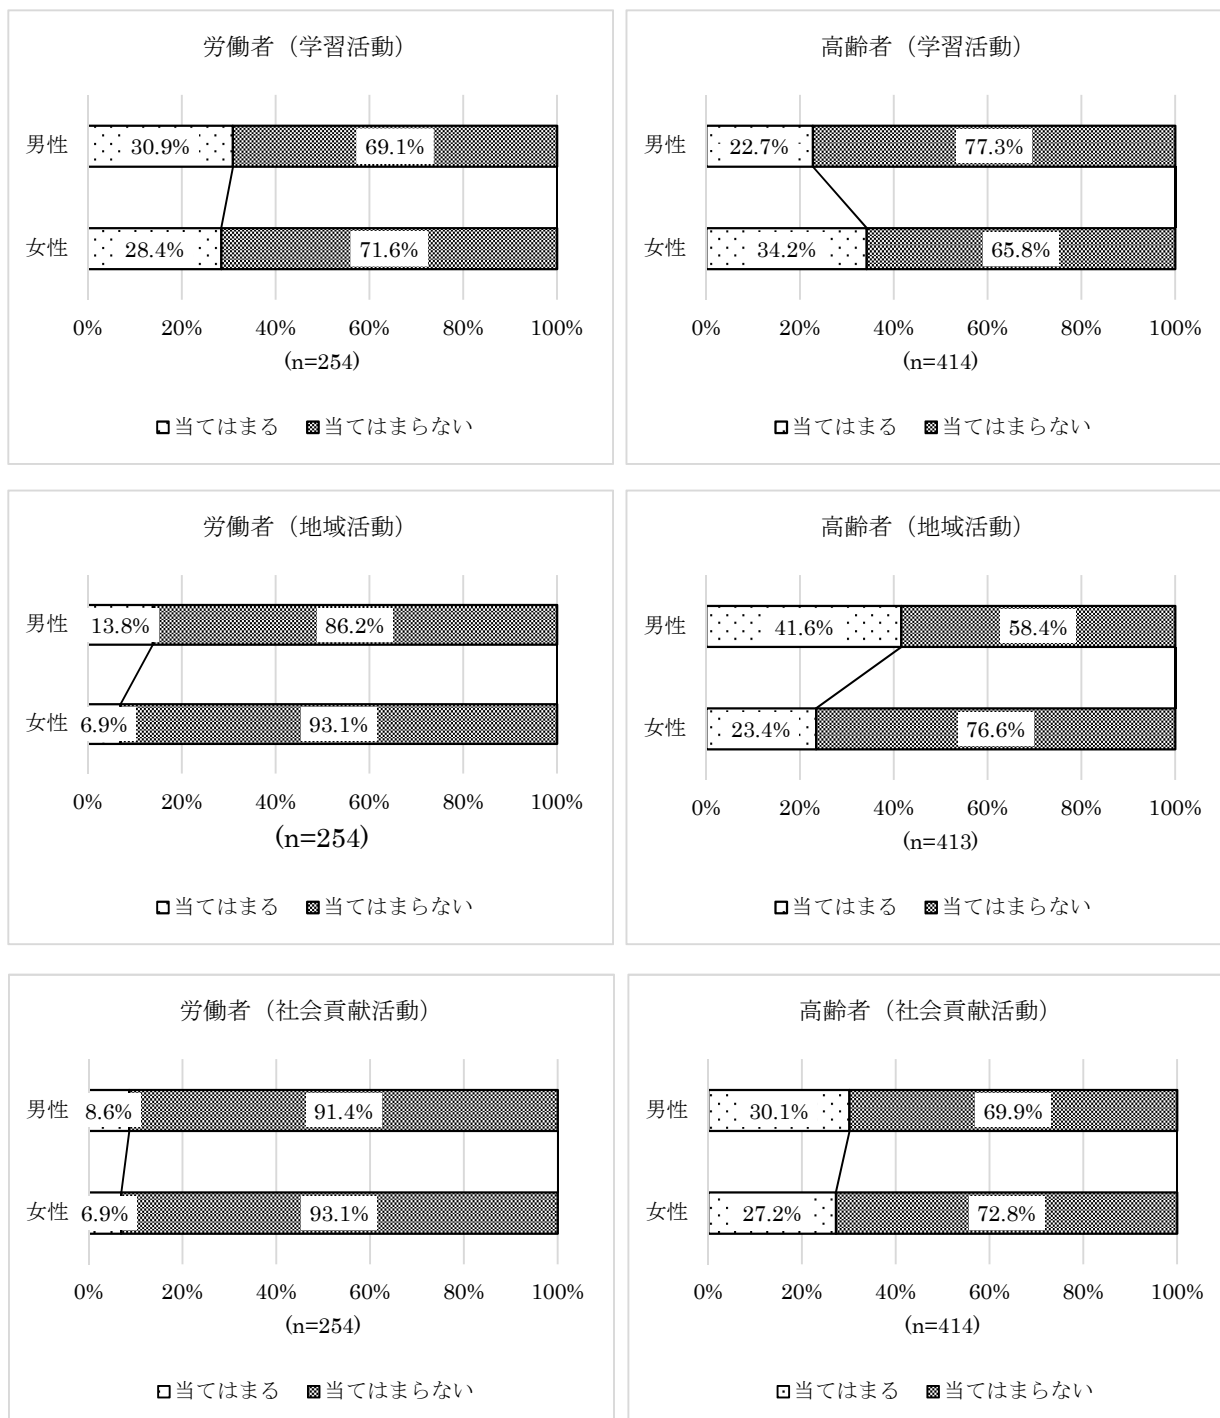 労働者（学習活動）
男性 30.9% 69.1%
女性 28.4% 71.6%
0% 20% 40% 60% 80% 100%
(n=254)
当てはまる 当てはまらない
高齢者（学習活動）
男性 22.7% 77.3%
女性 34.2% 65.8%
0% 20% 40% 60% 80% 100%
(n=414)
当てはまる 当てはまらない
労働者（地域活動）
男性 13.8% 86.2%
女性 6.9% 93.1%
0% 20% 40% 60% 80% 100%
(n=254)
当てはまる 当てはまらない
高齢者（地域活動）
男性 41.6% 58.4%
女性 23.4% 76.6%
0% 20% 40% 60% 80% 100%
(n=413)
当てはまる 当てはまらない
労働者（社会貢献活動）
男性 8.6% 91.4%
女性 6.9% 93.1%
0% 20% 40% 60% 80% 100%
(n=254)
当てはまる 当てはまらない
高齢者（社会貢献活動）
男性 30.1% 69.9%
女性 27.2% 72.8%
0% 20% 40% 60% 80% 100%
(n=414)
当てはまる 当てはまらない